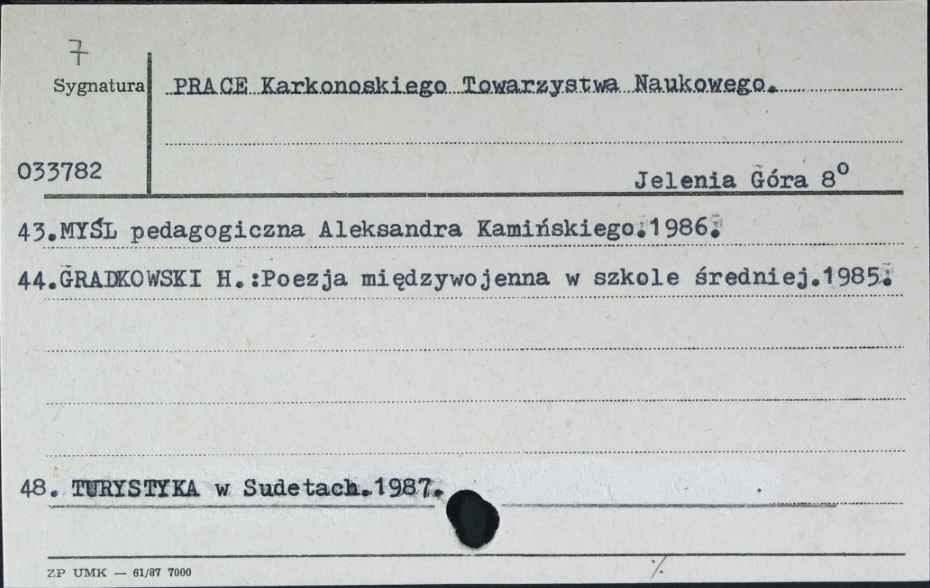 7
Sygnatura PRACE Karkonoskiego Towarzystwa Naukowego.
033782
Jelenia Góra 8°
43. MYŚL pedagogiczna Aleksandra Kamińskiego. 1986.
44. GRADKOWSKI H.: Poezja międzywojenna w szkole średniej. 1985.
48. TURYSTYKA w Sudetach. 1987.
ZP UMK — 61/87 7000